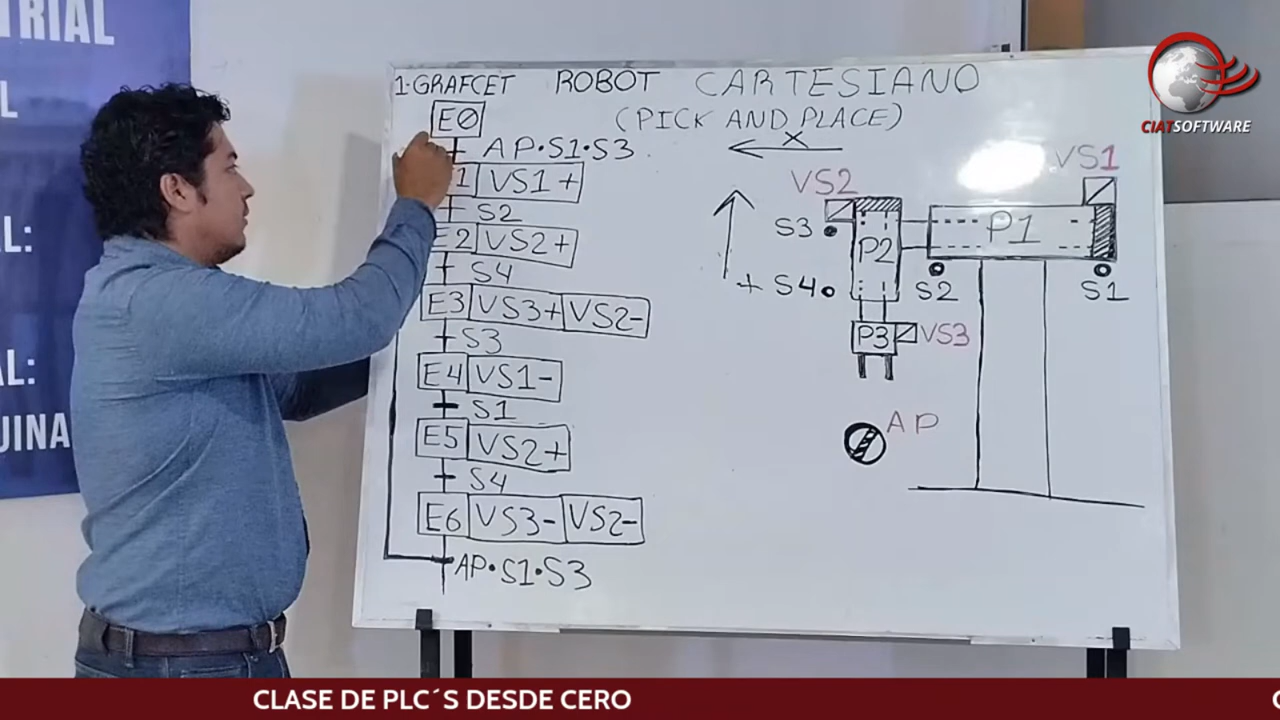 TRIAL
L
AL:
AL:
UINA
1-GRAFCET ROBOT CARTESIANO
(PICK AND PLACE)
E0
AP•S1•S3
1 VS1+
S2
E2 VS2+
S4
E3 VS3+ VS2-
S3
E4 VS1-
S1
E5 VS2+
S4
E6 VS3- VS2-
AP•S1•S3
X
VS1
VS2
S3
P2
P1
+ S4
S2
S1
P3
VS3
AP
CIATSOFTWARE
CLASE DE PLC´S DESDE CERO